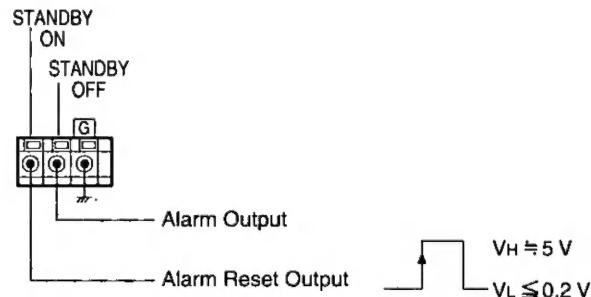 STANDBY
ON
STANDBY
OFF
G
Alarm Output
Alarm Reset Output
VH ≒ 5 V
VL ≦ 0.2 V